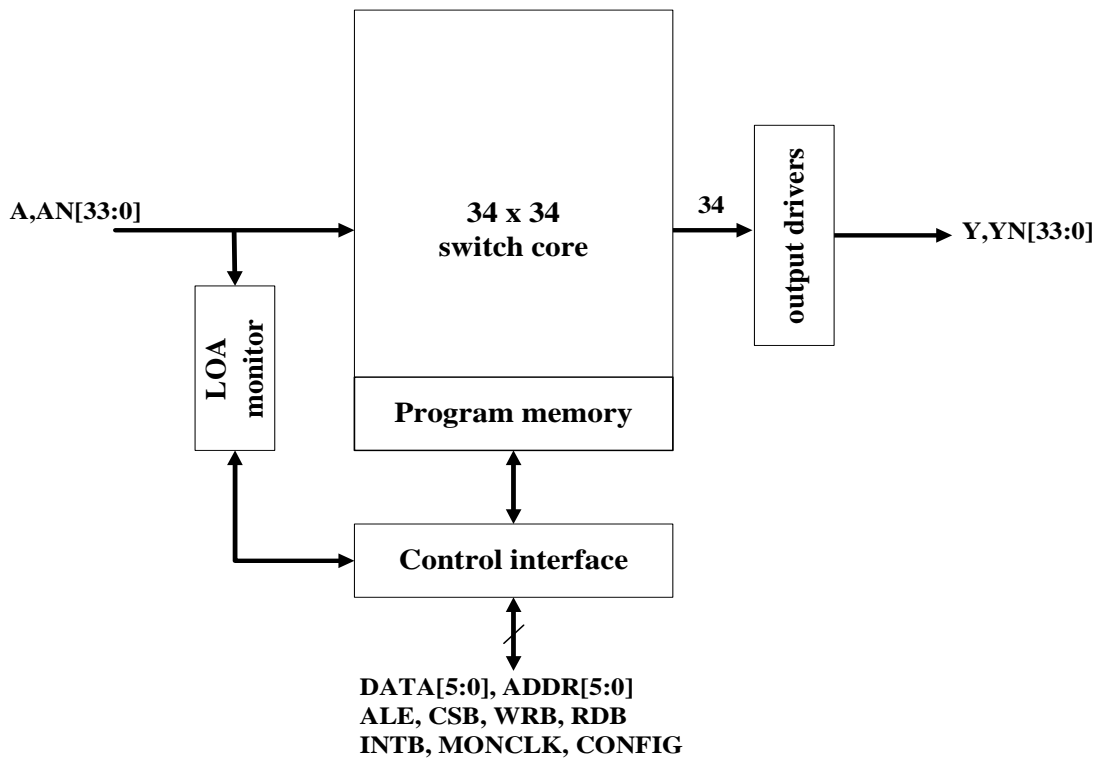 A,AN[33:0]
34 x 34
switch core
34
output drivers
Y,YN[33:0]
LOA
monitor
Program memory
Control interface
DATA[5:0], ADDR[5:0]
ALE, CSB, WRB, RDB
INTB, MONCLK, CONFIG